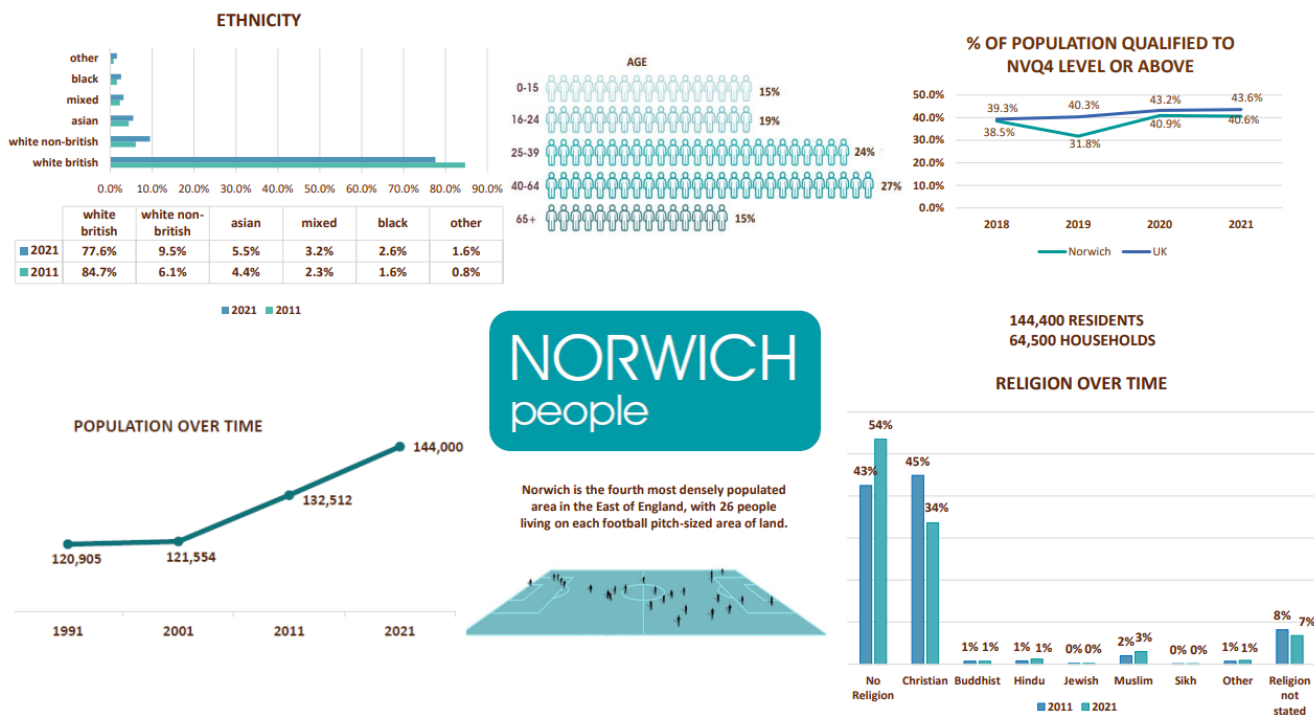 ETHNICITY
other
black
mixed
asian
white non-british
white british
0.0% 10.0% 20.0% 30.0% 40.0% 50.0% 60.0% 70.0% 80.0% 90.0%
white british white non-british asian mixed black other
2021 77.6% 9.5% 5.5% 3.2% 2.6% 1.6%
2011 84.7% 6.1% 4.4% 2.3% 1.6% 0.8%
2021 2011
AGE
0-15 15%
16-24 19%
25-39 24%
40-64 27%
65+ 15%
% OF POPULATION QUALIFIED TO
NVQ4 LEVEL OR ABOVE
50.0%
40.0%
30.0%
20.0%
10.0%
0.0%
39.3% 40.3% 43.2% 43.6%
38.5% 31.8% 40.9% 40.6%
2018 2019 2020 2021
Norwich UK
POPULATION OVER TIME
120,905
121,554
132,512
144,000
1991 2001 2011 2021
NORWICH
people
Norwich is the fourth most densely populated
area in the East of England, with 26 people
living on each football pitch-sized area of land.
144,400 RESIDENTS
64,500 HOUSEHOLDS
RELIGION OVER TIME
43% 54%
45% 34%
1% 1%
1% 1%
0% 0%
2% 3%
0% 0%
1% 1%
8% 7%
No Religion Christian Buddhist Hindu Jewish Muslim Sikh Other Religion not stated
2011 2021